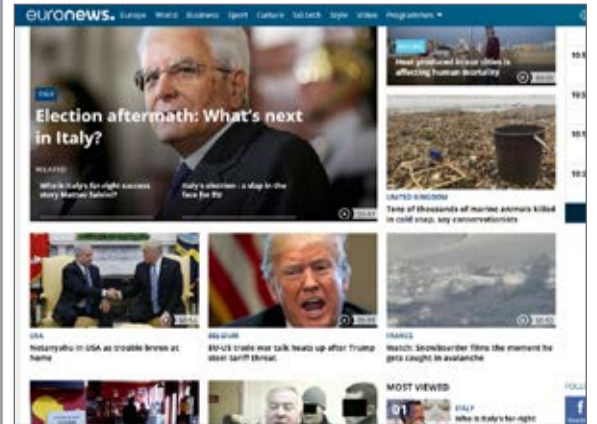 euronews.
Europe World Business Sport Culture Sci-tech Style Video Programmes
ITALY
Election aftermath: What's next
in Italy?
RELATED
Who is Italy's far-right success
story Matteo Salvini?
Italy's election : a slap in the
face for EU
Heat produced in our cities is
affecting human mortality
UNITED KINGDOM
Tens of thousands of marine animals killed
in cold snap, say conservationists
USA
Netanyahu in USA as trouble brews at
home
BELGIUM
EU-US trade war talk heats up after Trump
steel tariff threat
FRANCE
Watch: Snowboarder films the moment he
gets caught in avalanche
MOST VIEWED
01
ITALY
Who is Italy's far-right
f